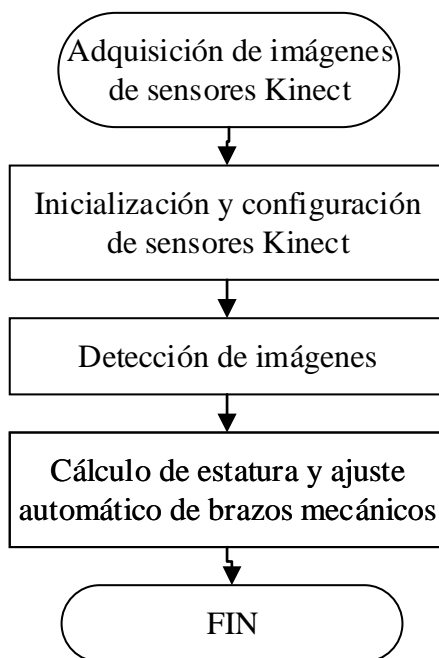 Adquisición de imágenes
de sensores Kinect
Inicialización y configuración
de sensores Kinect
Detección de imágenes
Cálculo de estatura y ajuste
automático de brazos mecánicos
FIN